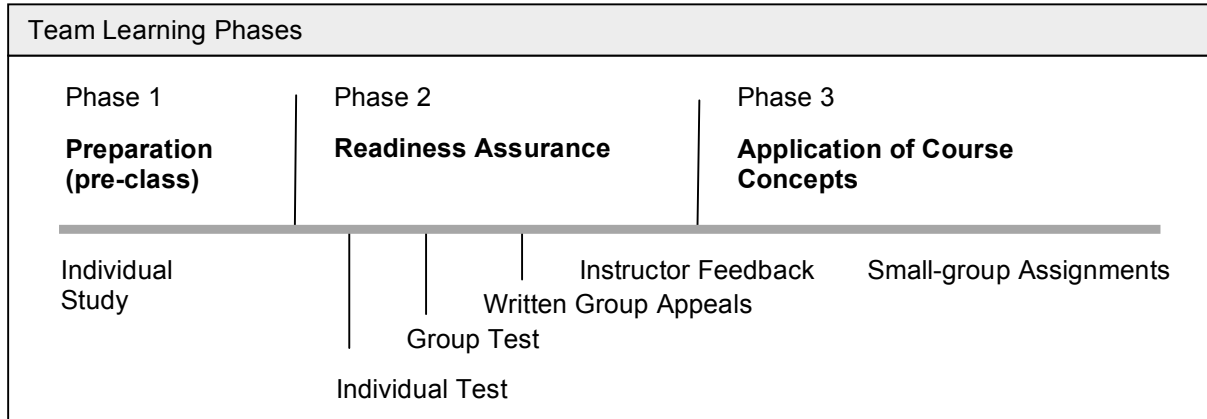 Team Learning Phases
Phase 1
Phase 2
Phase 3
Preparation
(pre-class)
Readiness Assurance
Application of Course
Concepts
Individual
Study
Instructor Feedback
Small-group Assignments
Written Group Appeals
Group Test
Individual Test